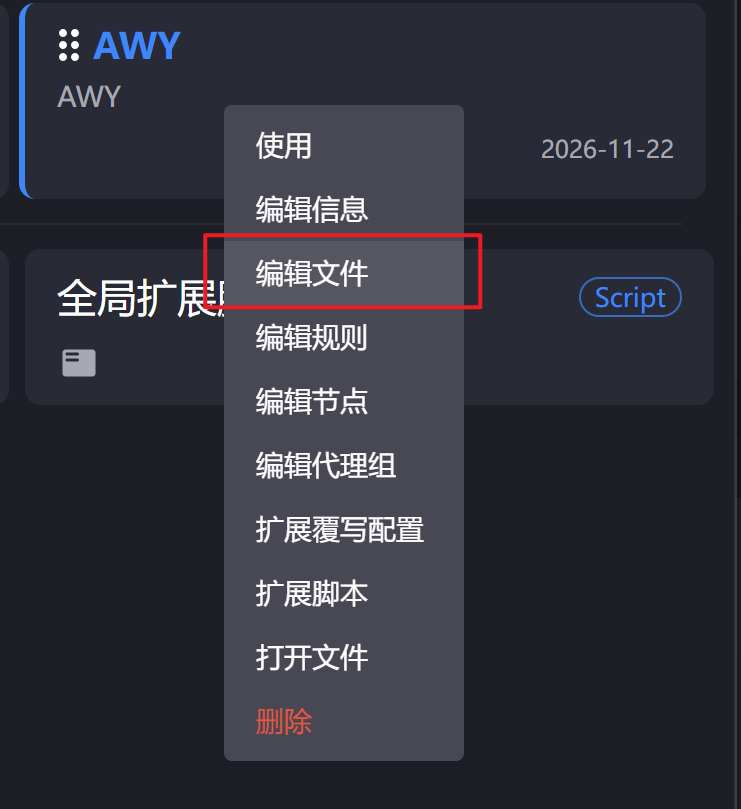 AWY
AWY
2026-11-22
使用
编辑信息
编辑文件
编辑规则
编辑节点
编辑代理组
扩展覆写配置
扩展脚本
打开文件
删除
全局扩展
Script